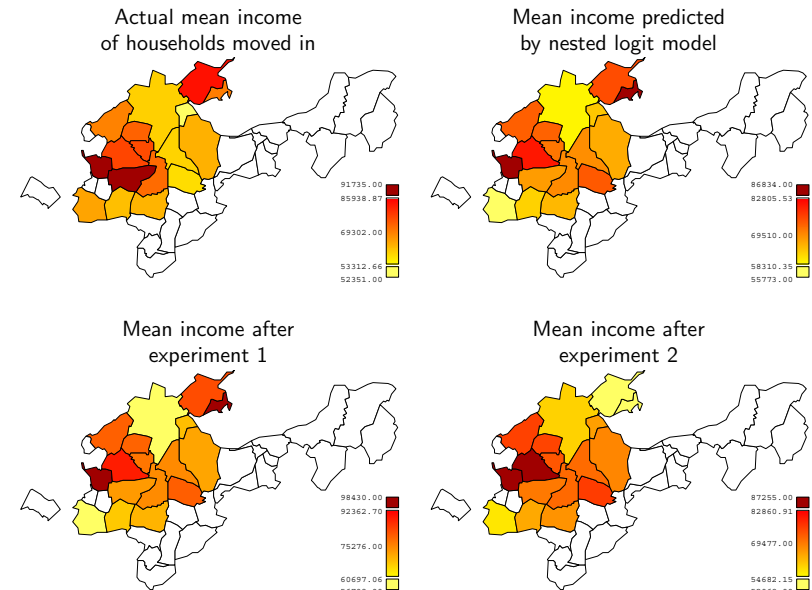 Actual mean income
of households moved in
91735.00
85938.87
69302.00
53312.66
52351.00
Mean income predicted
by nested logit model
86834.00
82805.53
69510.00
58310.35
55773.00
Mean income after
experiment 1
98430.00
92362.70
75276.00
60697.06
Mean income after
experiment 2
87255.00
82860.91
69477.00
54682.15